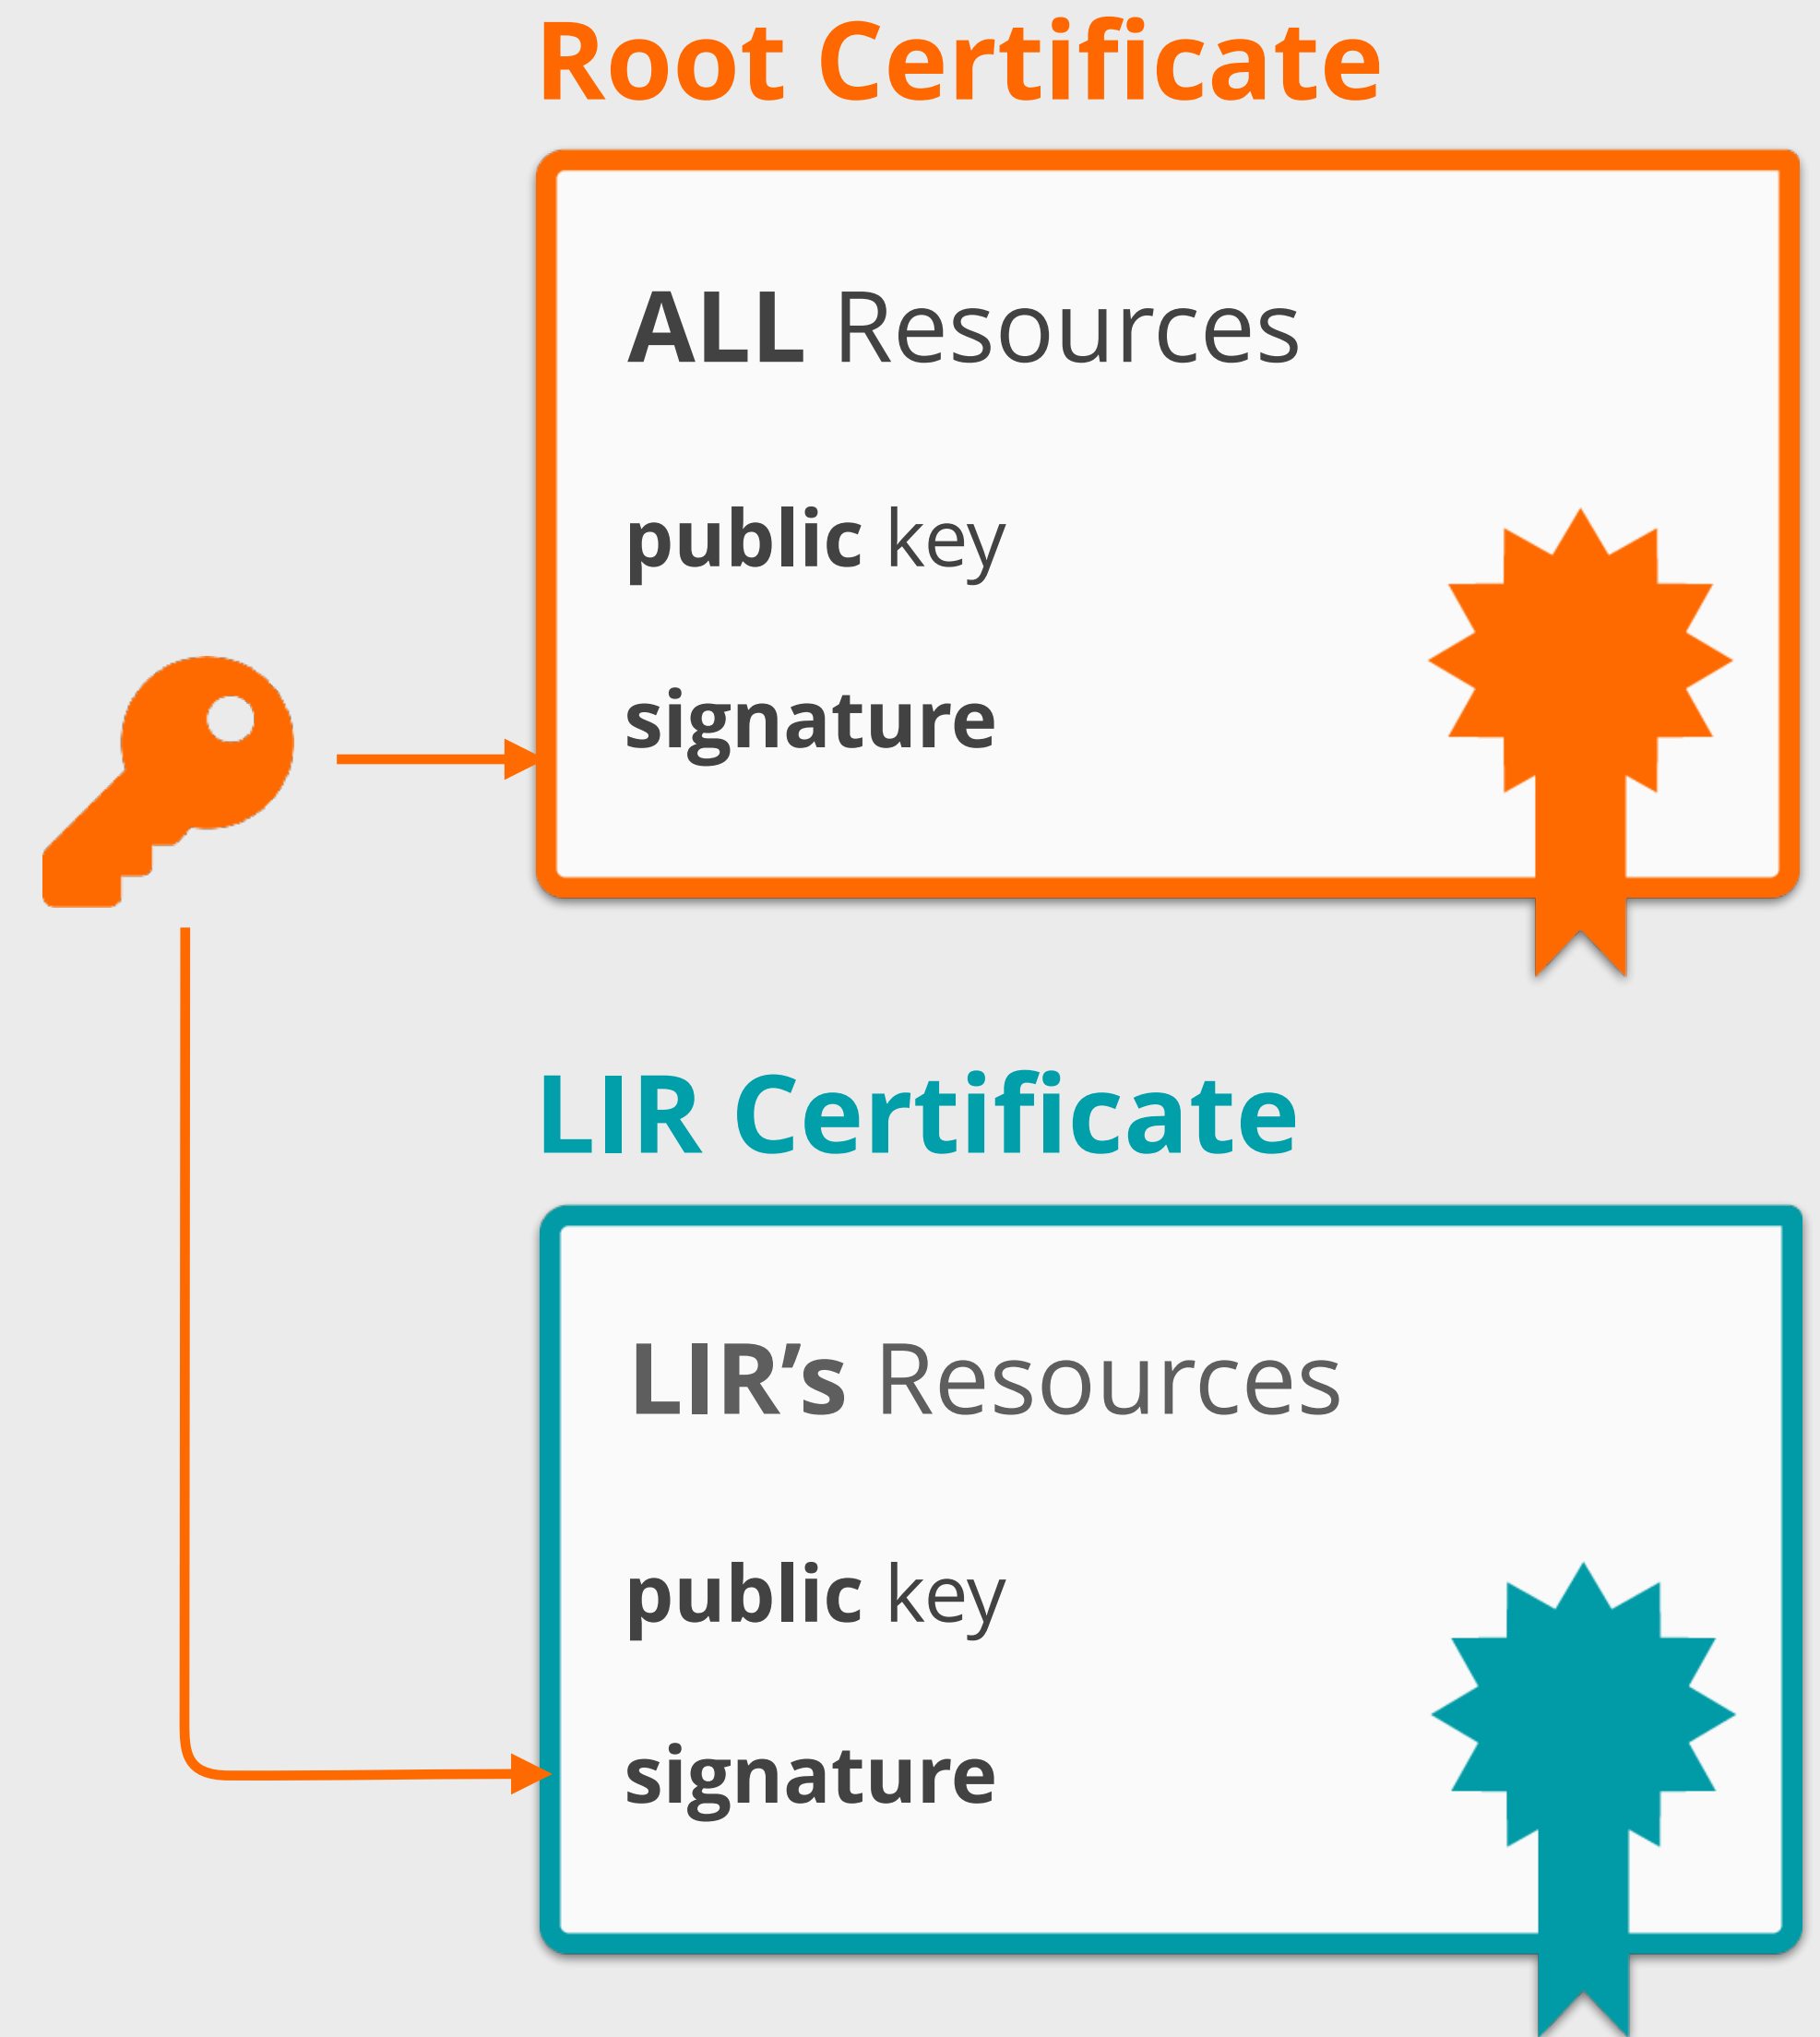 Root Certificate
ALL Resources
public key
signature
LIR Certificate
LIR’s Resources
public key
signature